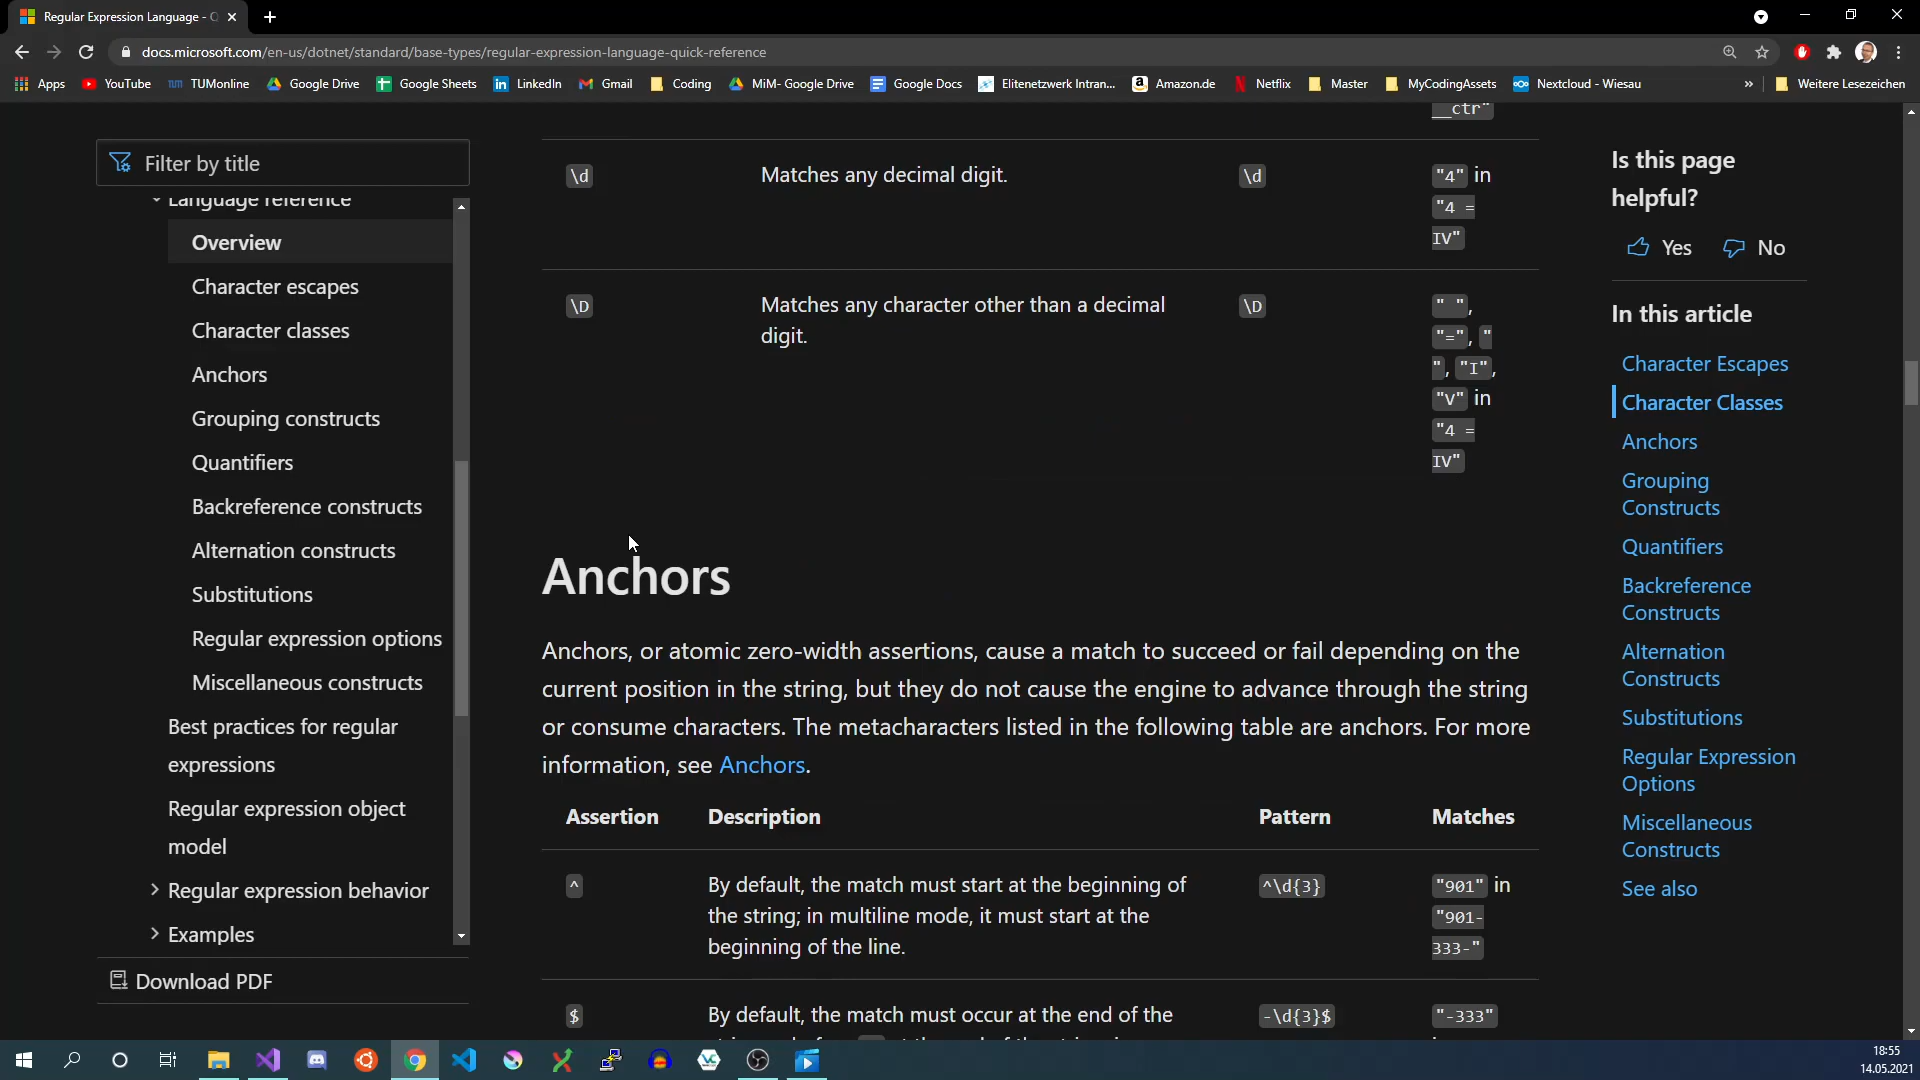 Regular Expression Language -
docs.microsoft.com/en-us/dotnet/standard/base-types/regular-expression-language-quick-reference
Apps YouTube TUMonline Google Drive Google Sheets LinkedIn Gmail Coding MiM- Google Drive Google Docs Elitenetzwerk Intran... Amazon.de Netflix Master MyCodingAssets Nextcloud - Wiesau » Weitere Lesezeichen
Filter by title
Language reference
Overview
Character escapes
Character classes
Anchors
Grouping constructs
Quantifiers
Backreference constructs
Alternation constructs
Substitutions
Regular expression options
Miscellaneous constructs
Best practices for regular
expressions
Regular expression object
model
Regular expression behavior
Examples
Download PDF
__ctr"
\d Matches any decimal digit. \d "4" in
"4 =
IV"
\D Matches any character other than a decimal \D " ",
digit. "=", "
", "I",
"V" in
"4 =
IV"
Anchors
Anchors, or atomic zero-width assertions, cause a match to succeed or fail depending on the
current position in the string, but they do not cause the engine to advance through the string
or consume characters. The metacharacters listed in the following table are anchors. For more
information, see Anchors.
Assertion Description Pattern Matches
^ By default, the match must start at the beginning of ^\d{3} "901" in
the string; in multiline mode, it must start at the "901-
beginning of the line. 333-"
$ By default, the match must occur at the end of the -\d{3}$ "-333"
Is this page
helpful?
Yes No
In this article
Character Escapes
Character Classes
Anchors
Grouping
Constructs
Quantifiers
Backreference
Constructs
Alternation
Constructs
Substitutions
Regular Expression
Options
Miscellaneous
Constructs
See also
18:55
14.05.2021